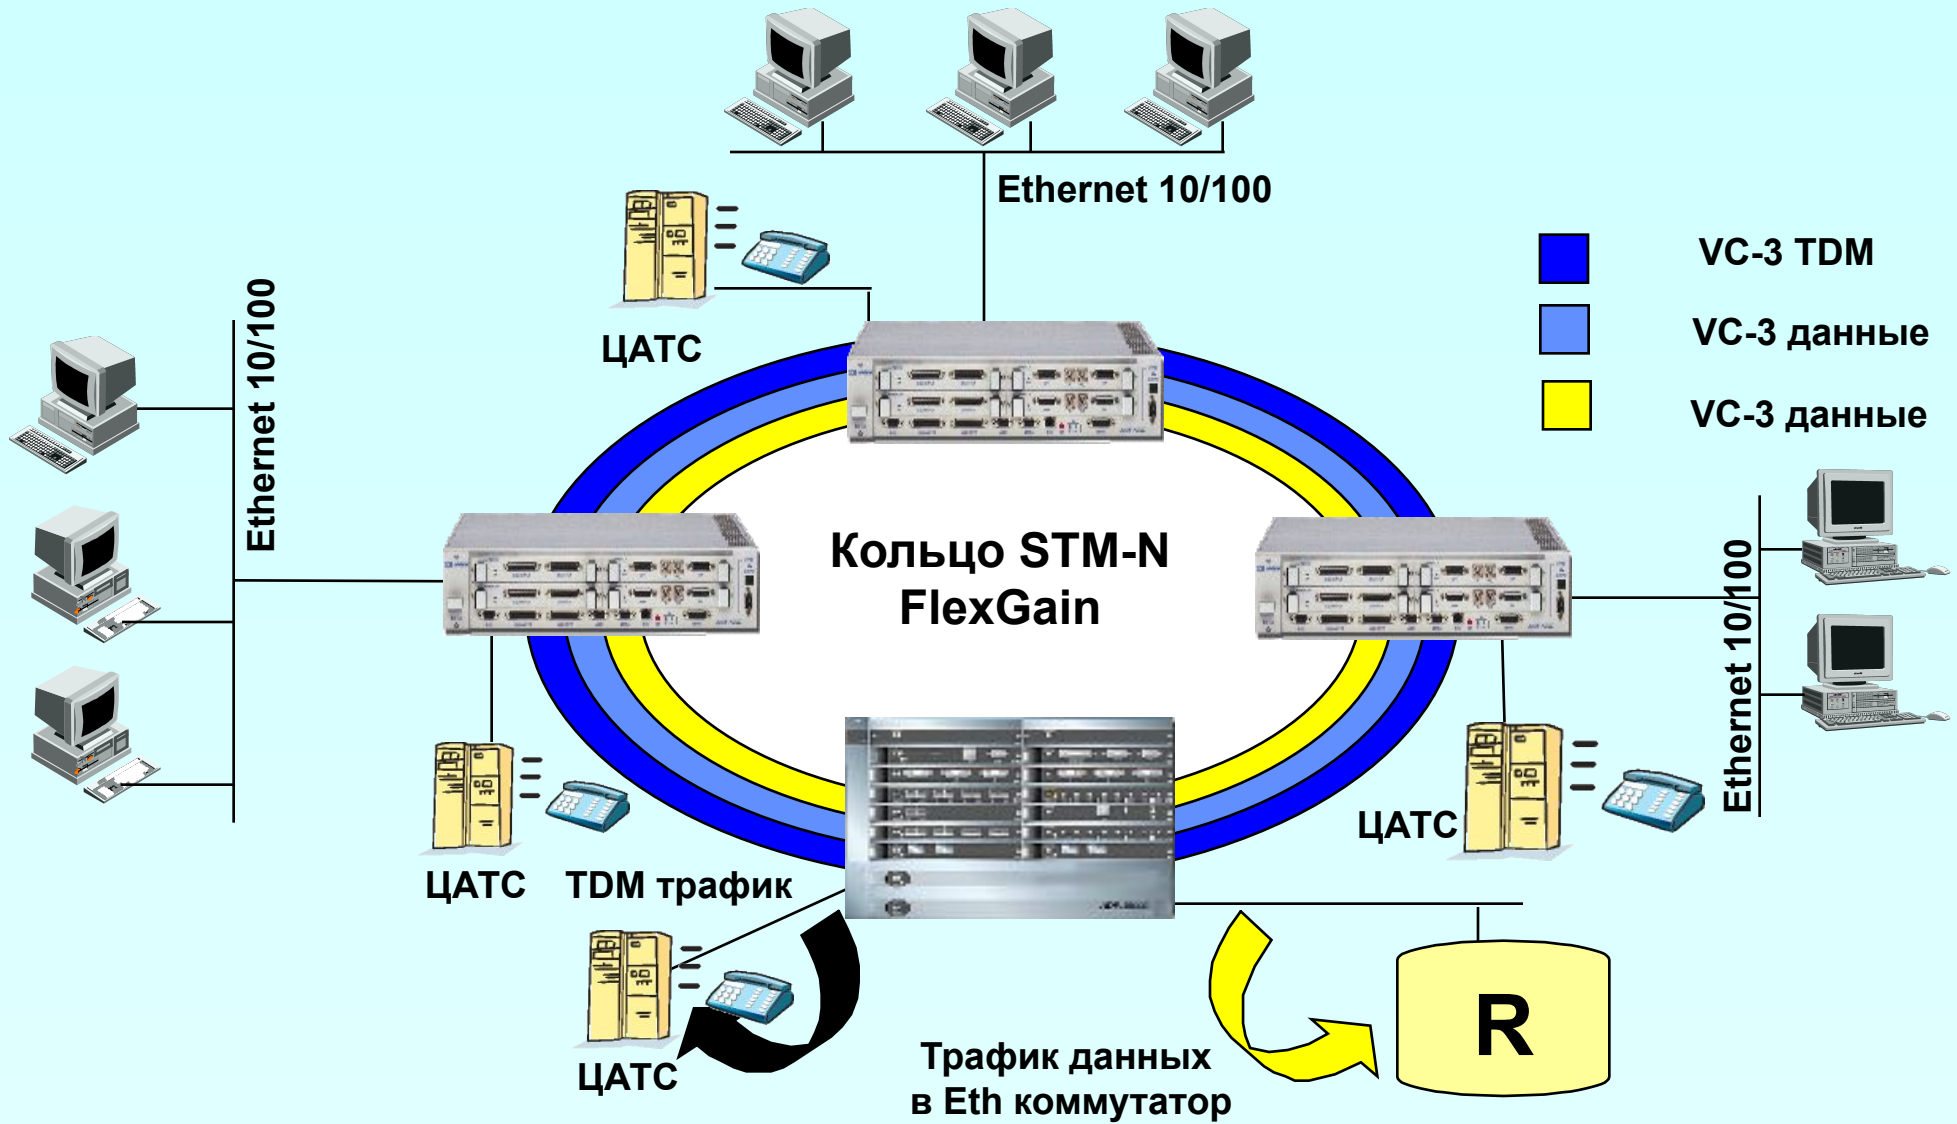 Ethernet 10/100
ЦАТС
Ethernet 10/100
VC-3 TDM
VC-3 данные
VC-3 данные
Кольцо STM-N
FlexGain
Ethernet 10/100
ЦАТС
ЦАТС
TDM трафик
ЦАТС
R
Трафик данных
в Eth коммутатор